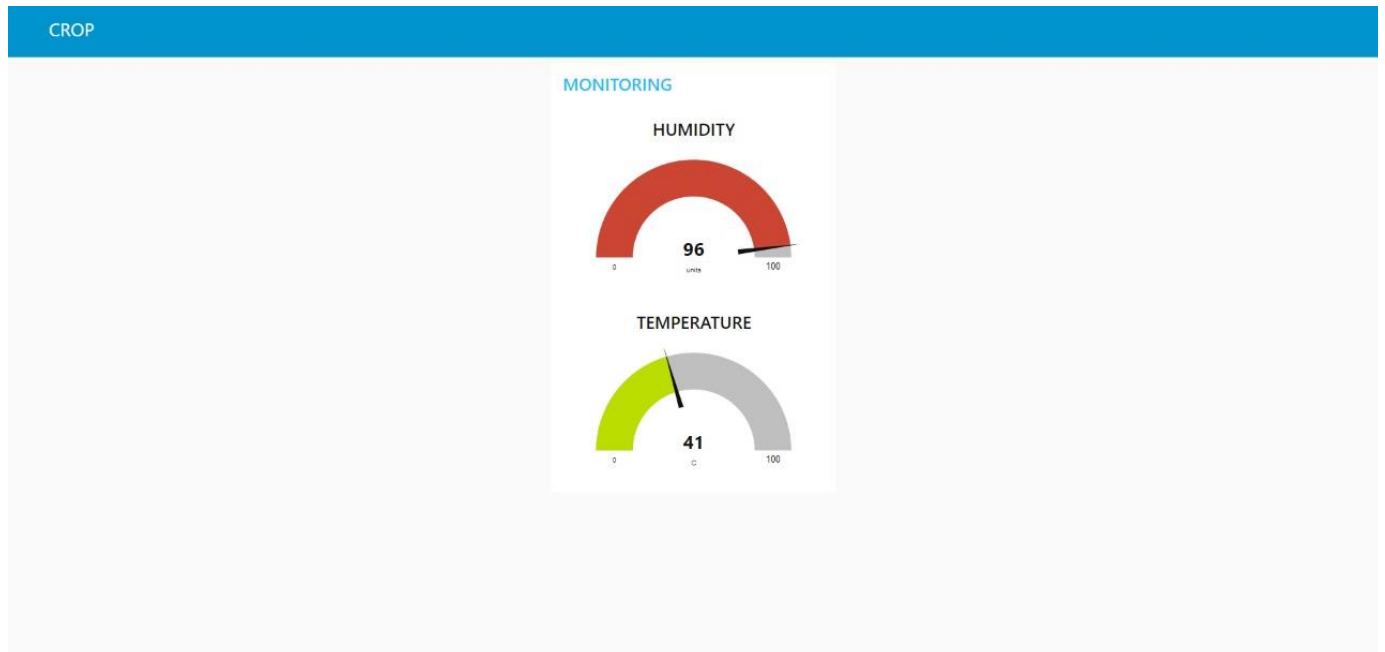 CROP
MONITORING
HUMIDITY
96
units
0
100
TEMPERATURE
41
C
0
100